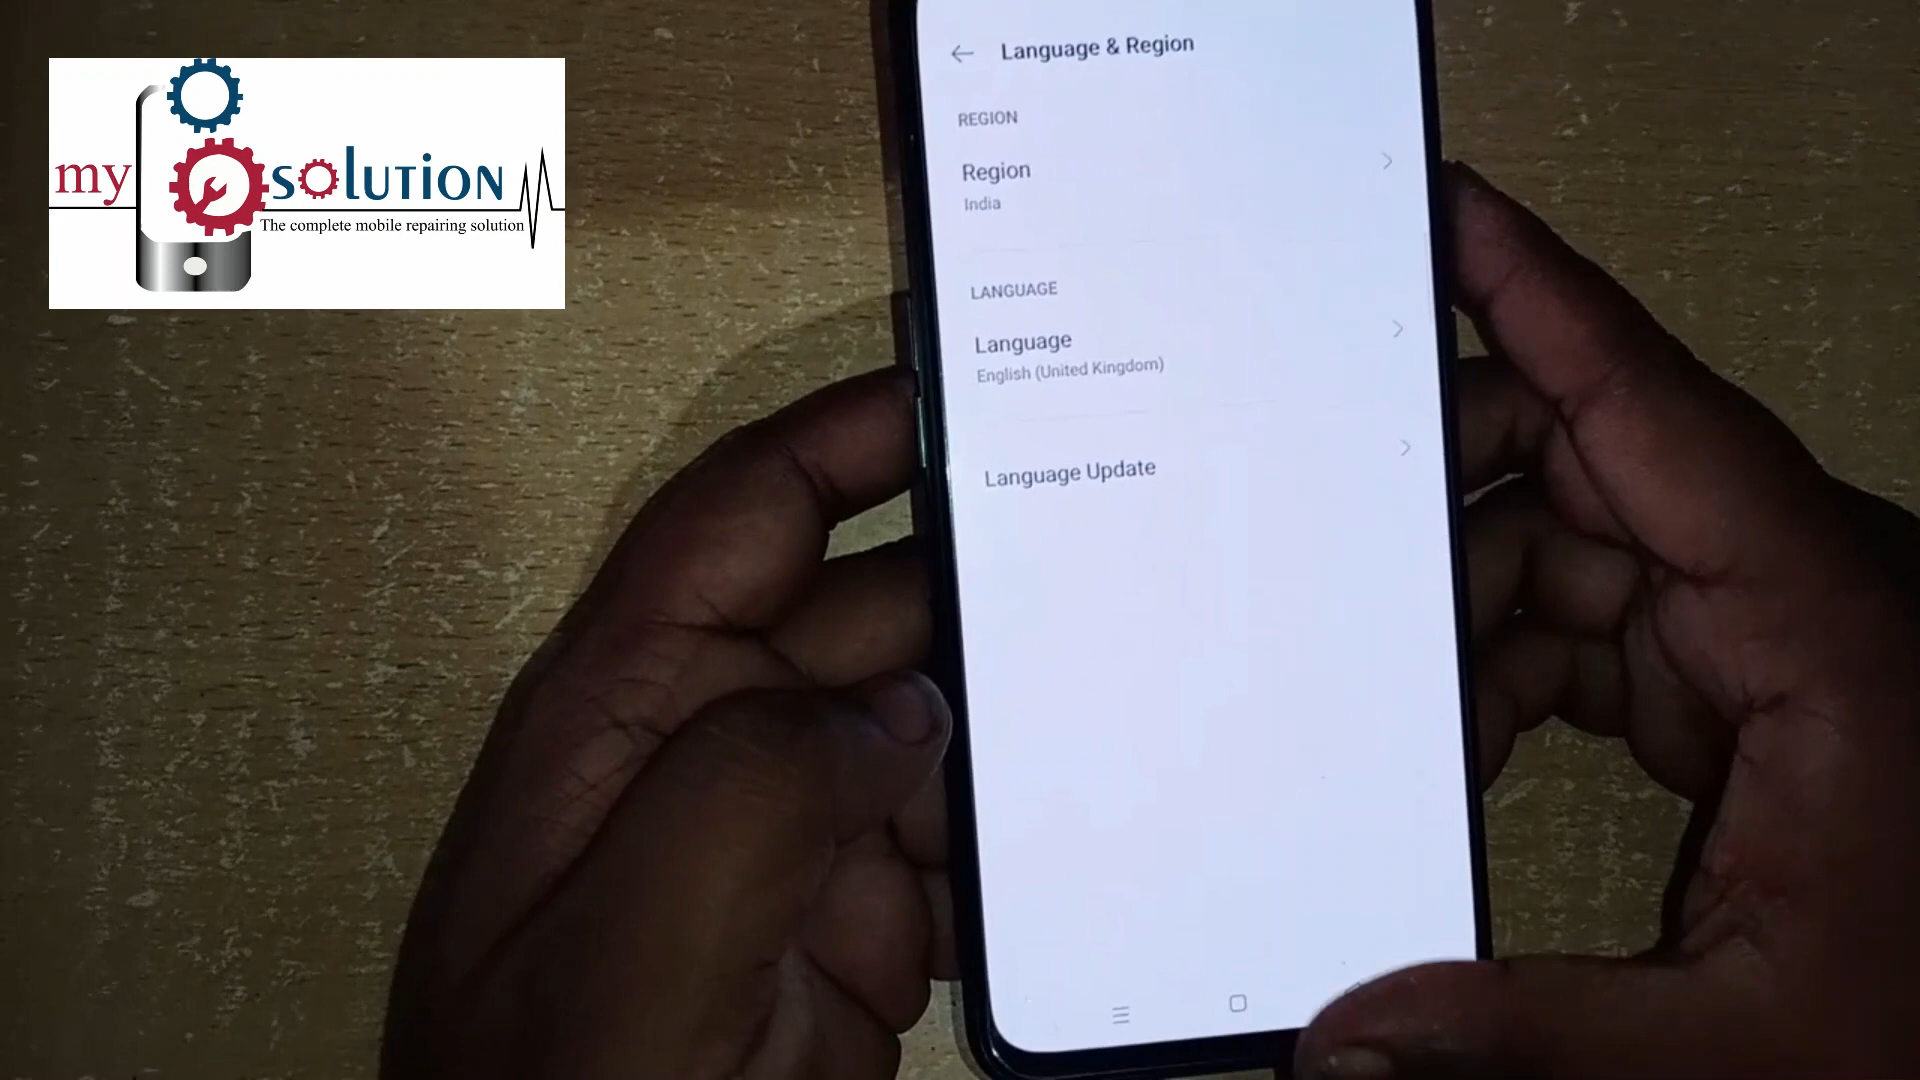 my solution
The complete mobile repairing solution
Language & Region
REGION
Region
India
LANGUAGE
Language
English (United Kingdom)
Language Update